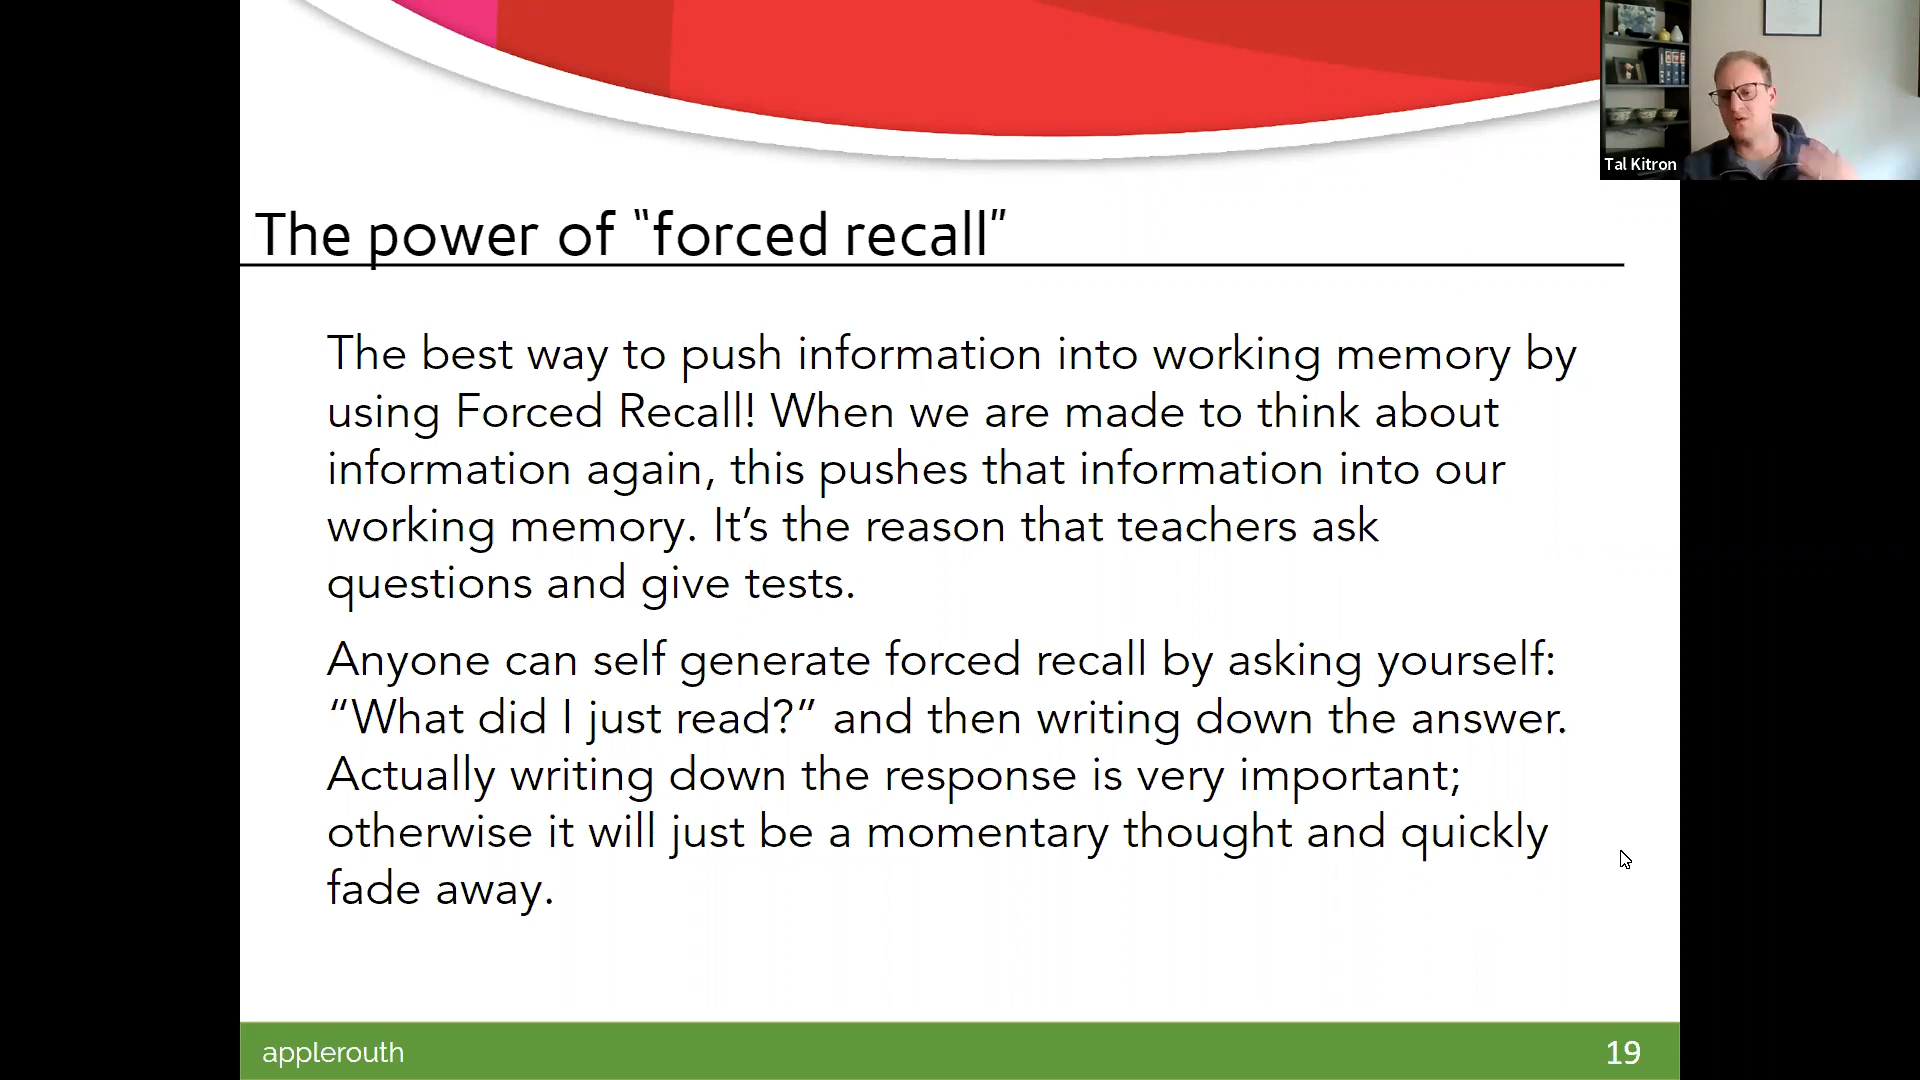 Tal Kitron
The power of “forced recall”
The best way to push information into working memory by
using Forced Recall! When we are made to think about
information again, this pushes that information into our
working memory. It’s the reason that teachers ask
questions and give tests.
Anyone can self generate forced recall by asking yourself:
“What did I just read?” and then writing down the answer.
Actually writing down the response is very important;
otherwise it will just be a momentary thought and quickly
fade away.
applerouth
19